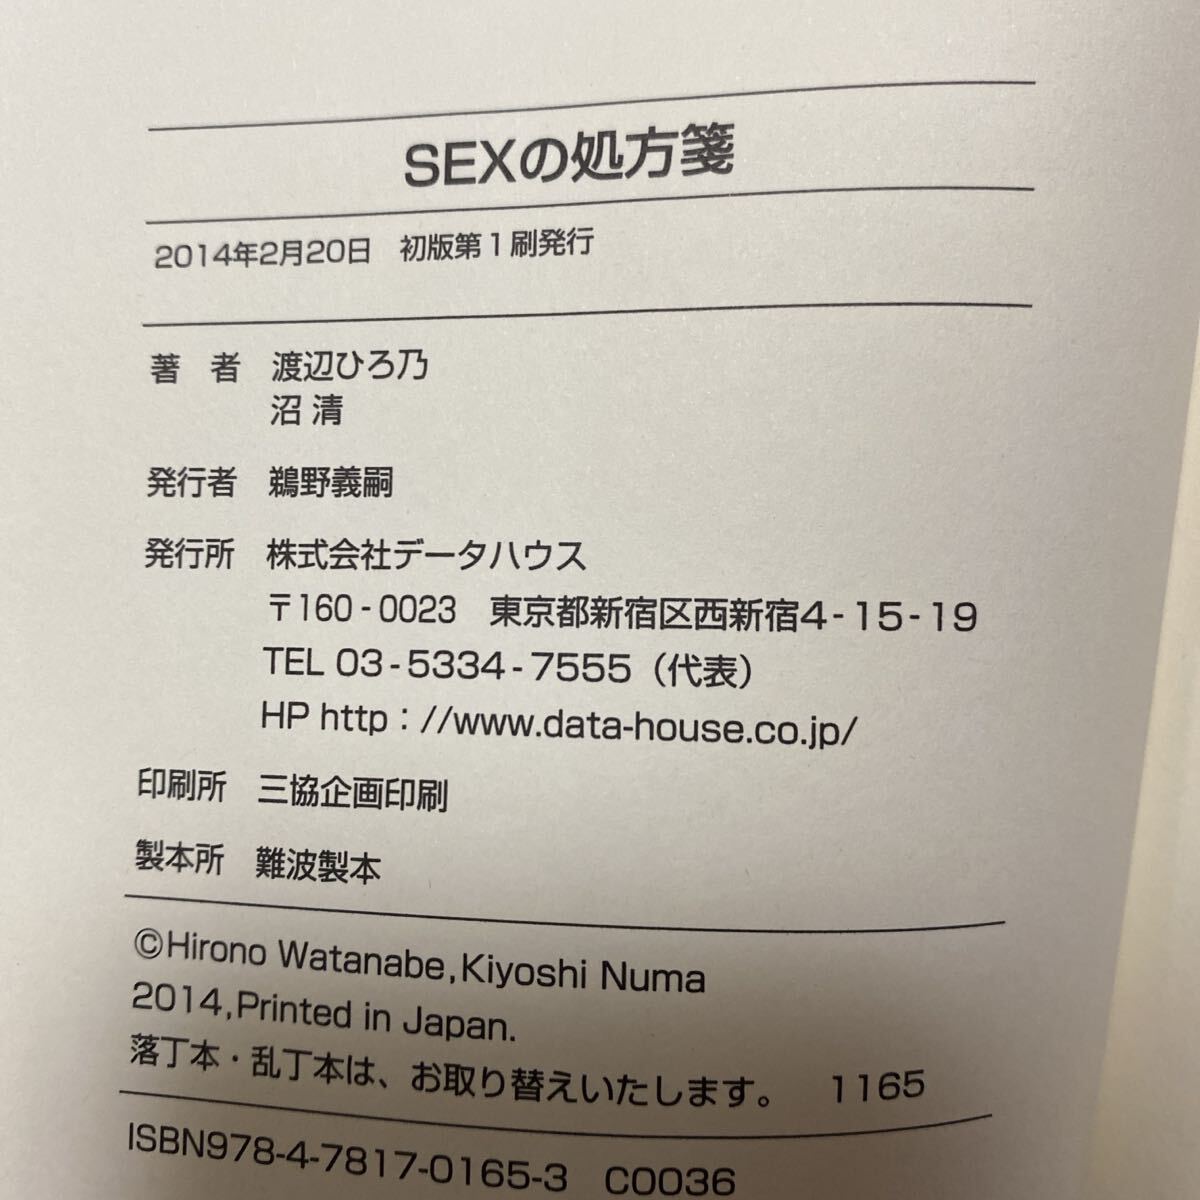 SEXの処方箋
2014年2月20日　初版第1刷発行
著　者　渡辺ひろ乃
沼 清
発行者　鵜野義嗣
発行所　株式会社データハウス
〒160-0023　東京都新宿区西新宿4-15-19
TEL 03-5334-7555（代表）
HP http：//www.data-house.co.jp/
印刷所　三協企画印刷
製本所　難波製本
©Hirono Watanabe,Kiyoshi Numa
2014,Printed in Japan.
落丁本・乱丁本は、お取り替えいたします。　1165
ISBN978-4-7817-0165-3　C0036